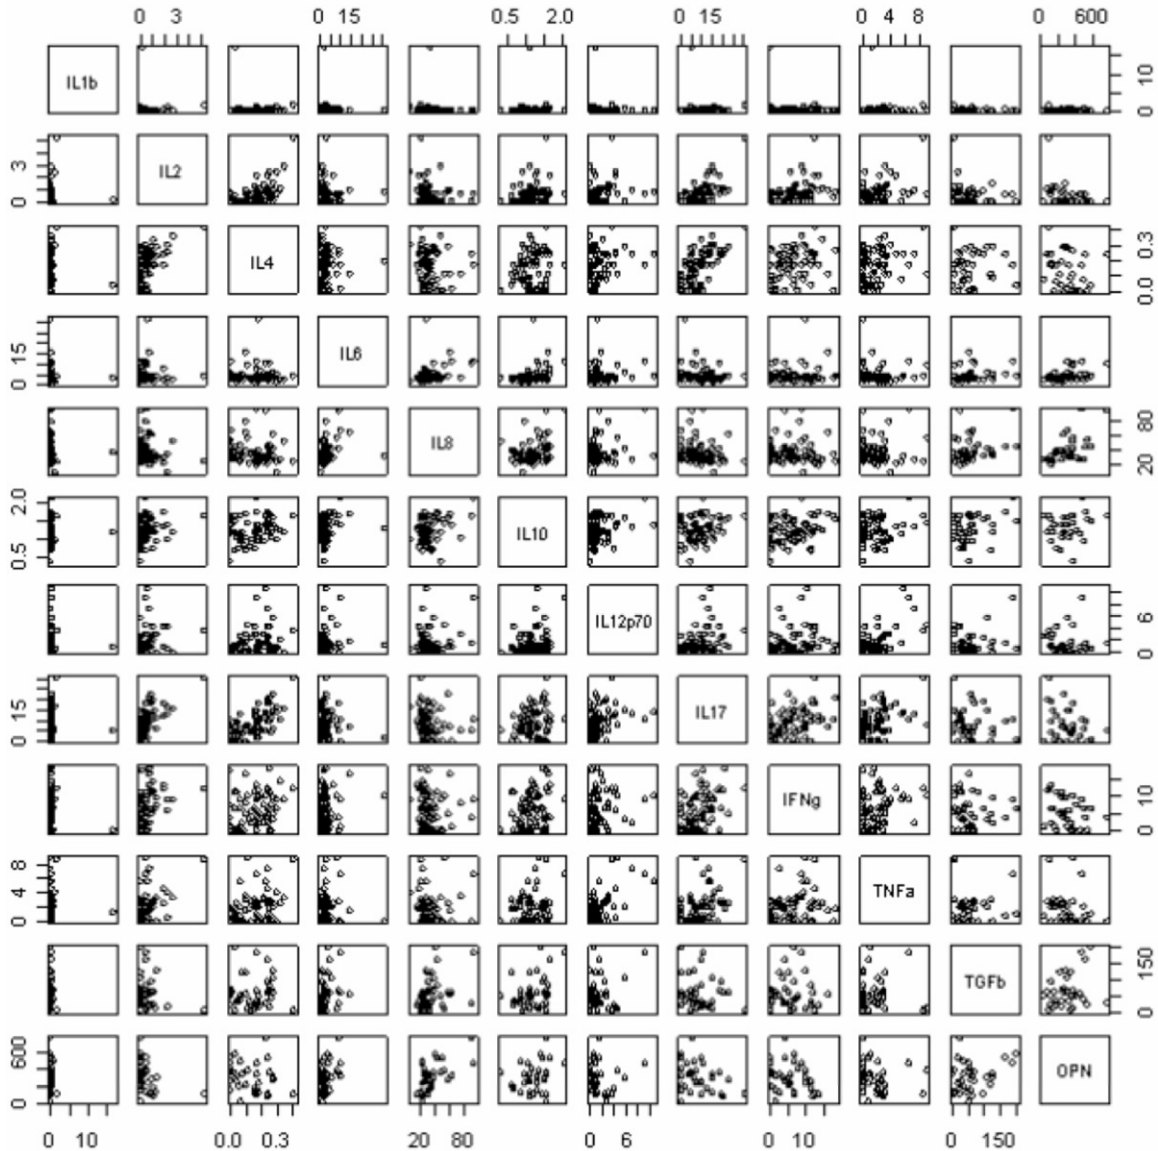 0 3 0 15 0.5 2.0 0 15 0 4 8 0 600
IL1b 0 10
0 3 IL2
IL4 0.0 0.3
0 15 IL6
IL8 20 80
0.5 2.0 IL10
IL12p70 0 6
0 15 IL17
IFNg 0 10
0 4 8 TNFa
TGFb 0 150
0 600 OPN
0 10 0.0 0.3 20 80 0 6 0 10 0 150